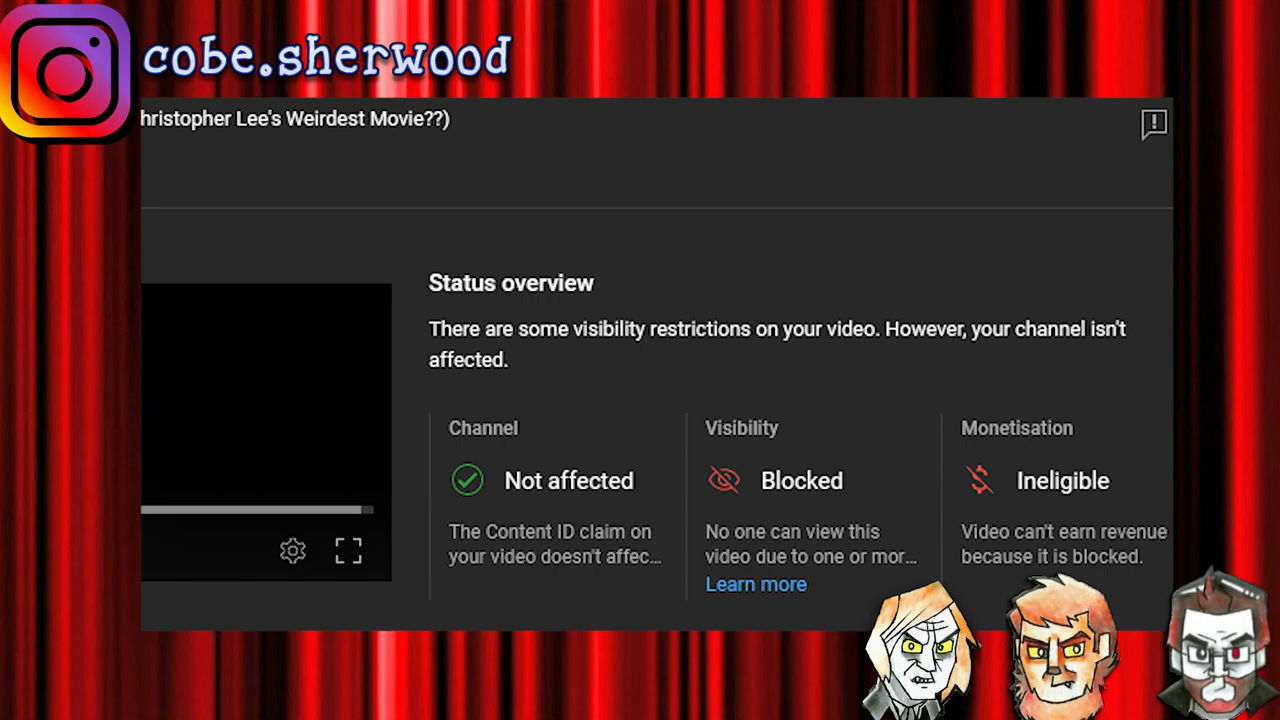 cobe.sherwood
hristopher Lee's Weirdest Movie??)
Status overview
There are some visibility restrictions on your video. However, your channel isn't
affected.
Channel
Not affected
The Content ID claim on
your video doesn't affec...
Visibility
Blocked
No one can view this
video due to one or mor...
Learn more
Monetisation
Ineligible
Video can't earn revenue
because it is blocked.